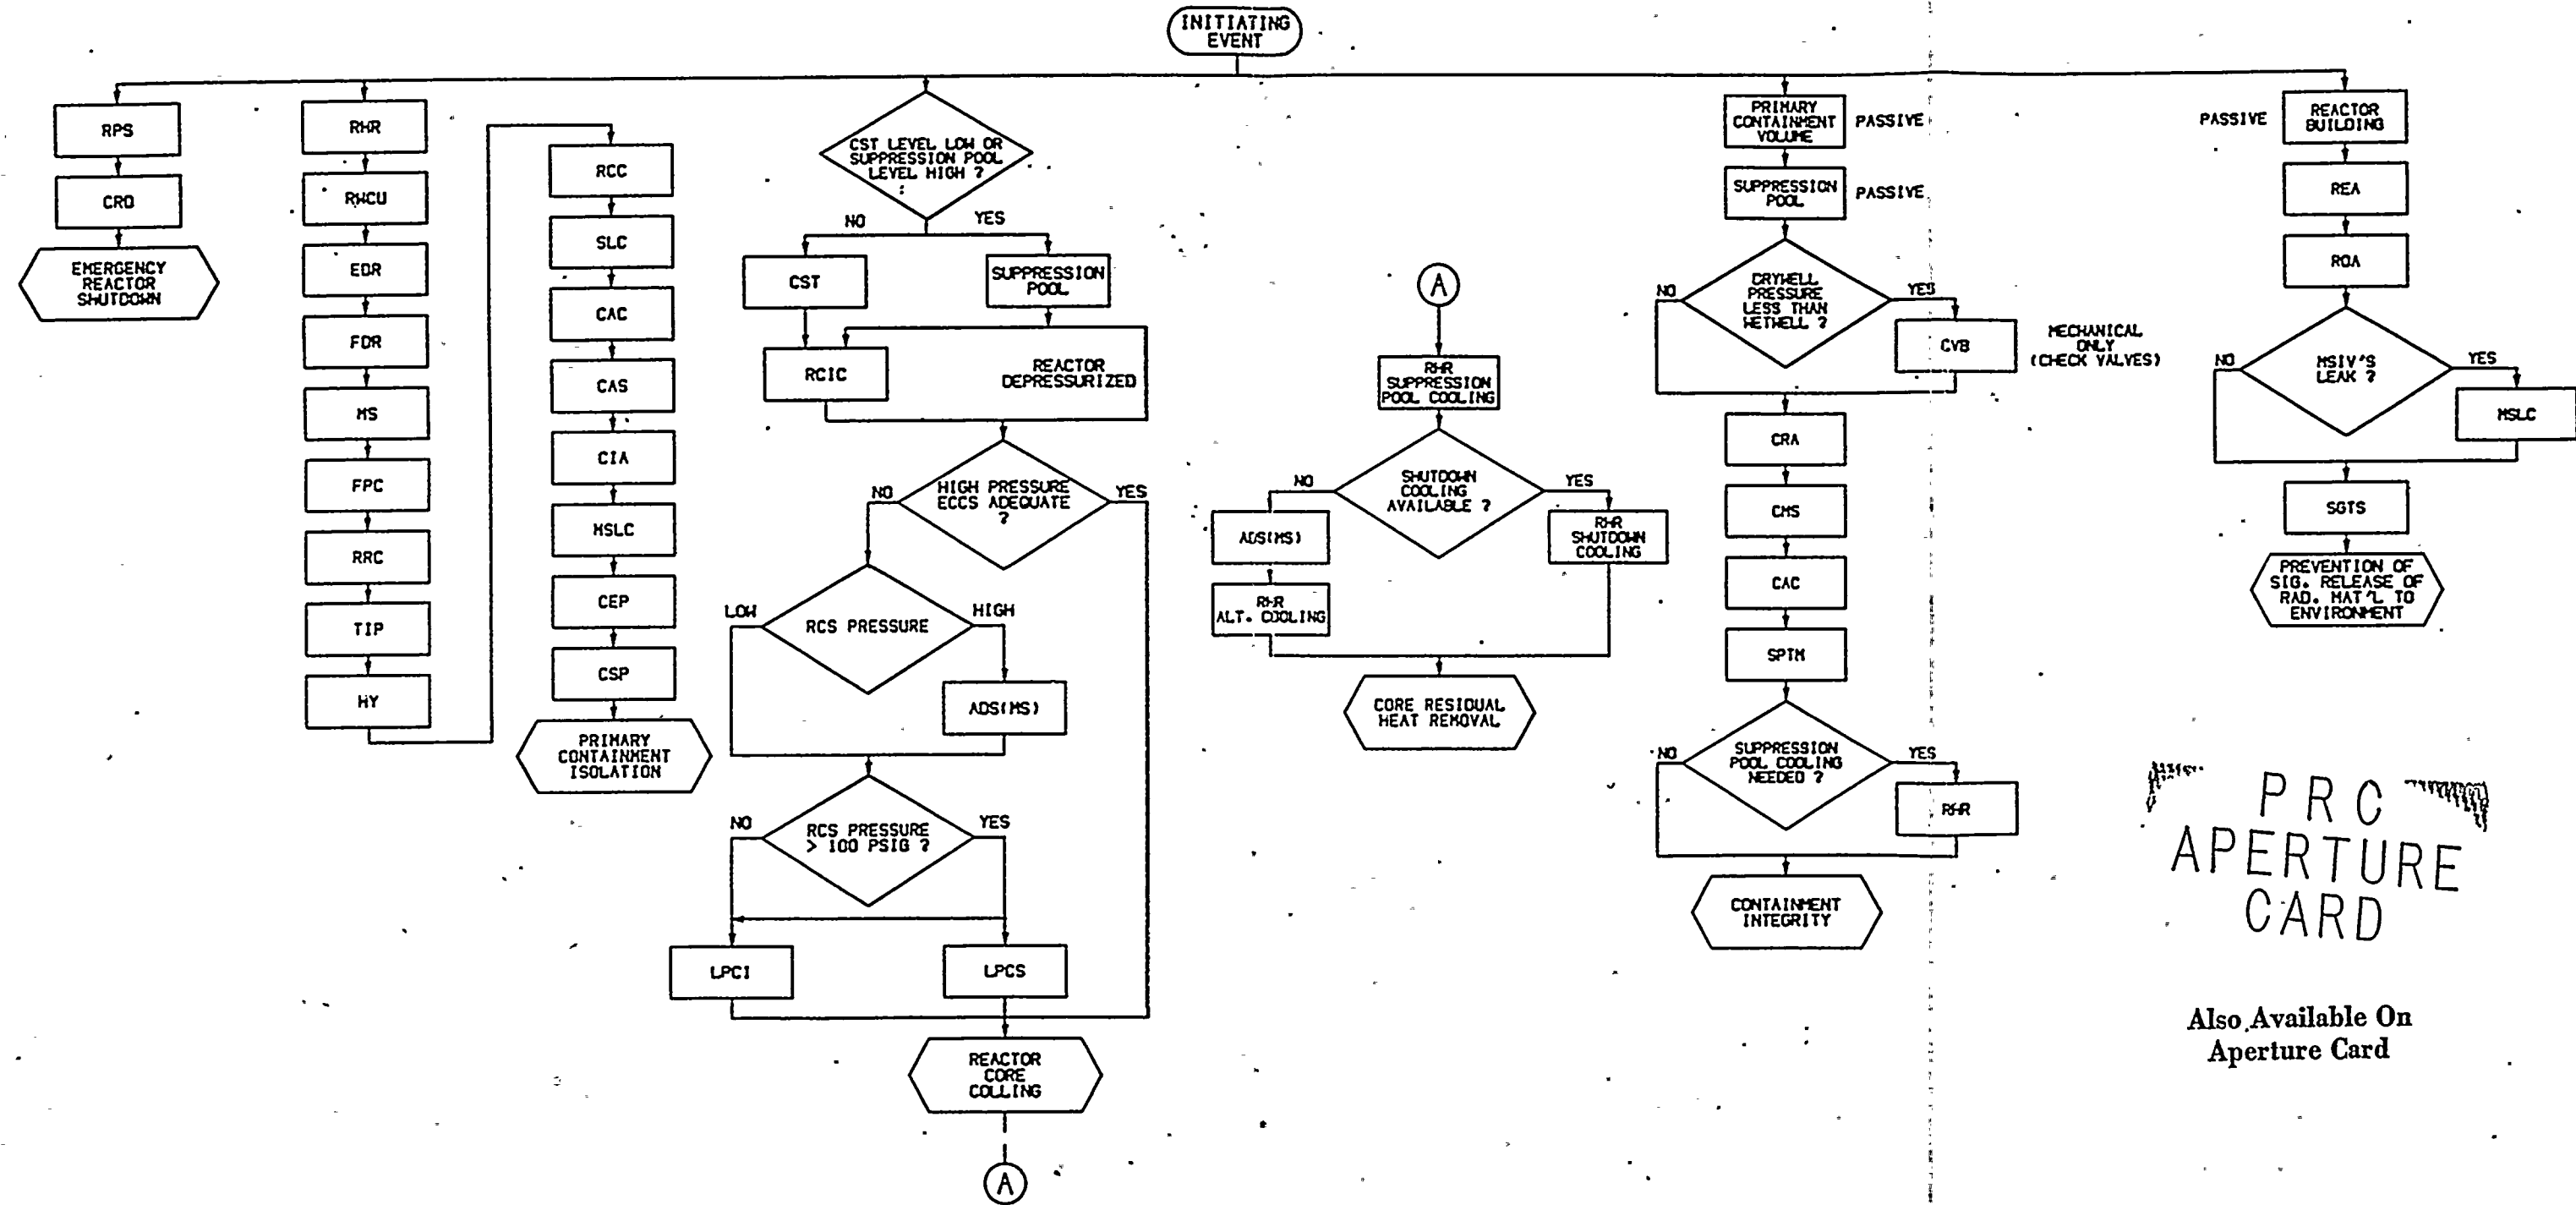 INITIATING
EVENT
RPS
CRD
EMERGENCY
REACTOR
SHUTDOWN
RHR
RWCU
EDR
FDR
MS
FPC
RRC
TIP
HY
RCC
SLC
CAC
CAS
CIA
MSLC
CEP
CSP
PRIMARY
CONTAINMENT
ISOLATION
CST LEVEL LOW OR
SUPPRESSION POOL
LEVEL HIGH ?
NO
YES
CST
SUPPRESSION
POOL
RCIC
REACTOR
DEPRESSURIZED
HIGH PRESSURE
ECCS ADEQUATE
?
NO
YES
RCS PRESSURE
LOW
HIGH
ADS(MS)
RCS PRESSURE
> 100 PSIG ?
NO
YES
LPCI
LPCS
REACTOR
CORE
COLLING
A
A
RHR
SUPPRESSION
POOL COOLING
SHUTDOWN
COOLING
AVAILABLE ?
NO
YES
ADS(MS)
RHR
ALT. COOLING
RHR
SHUTDOWN
COOLING
CORE RESIDUAL
HEAT REMOVAL
PRIMARY
CONTAINMENT
VOLUME
PASSIVE
SUPPRESSION
POOL
PASSIVE
DRYWELL
PRESSURE
LESS THAN
WETWELL ?
NO
YES
CVB
MECHANICAL
ONLY
(CHECK VALVES)
CRA
CMS
CAC
SPTM
SUPPRESSION
POOL COOLING
NEEDED ?
NO
YES
RHR
CONTAINMENT
INTEGRITY
PASSIVE
REACTOR
BUILDING
REA
ROA
MSIV'S
LEAK ?
NO
YES
MSLC
SGTS
PREVENTION OF
SIG. RELEASE OF
RAD. MAT'L TO
ENVIRONMENT
PRC
APERTURE
CARD
Also Available On
Aperture Card